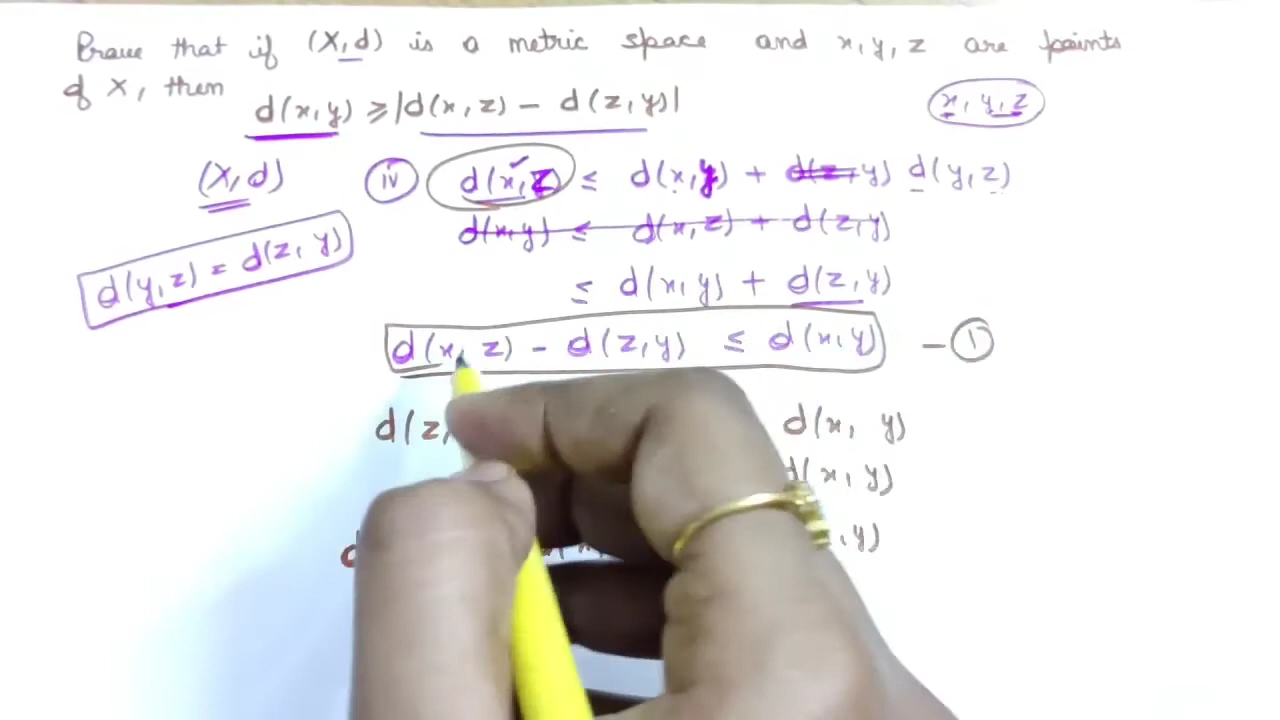 Prove that if (X, d) is a metric space and x, y, z are points
of X, then
d(x, y) ≥ |d(x, z) - d(z, y)|
x, y, z
(X, d) iv d(x, z ≤ d(x, y) + d(z, y) d(y, z)
d(x, y) ≤ d(x, z) + d(z, y)
d(y, z) = d(z, y)
≤ d(x, y) + d(z, y)
d(x, z) - d(z, y) ≤ d(x, y) - 1
d(z, d(x, y)
d(x, y)
, y)